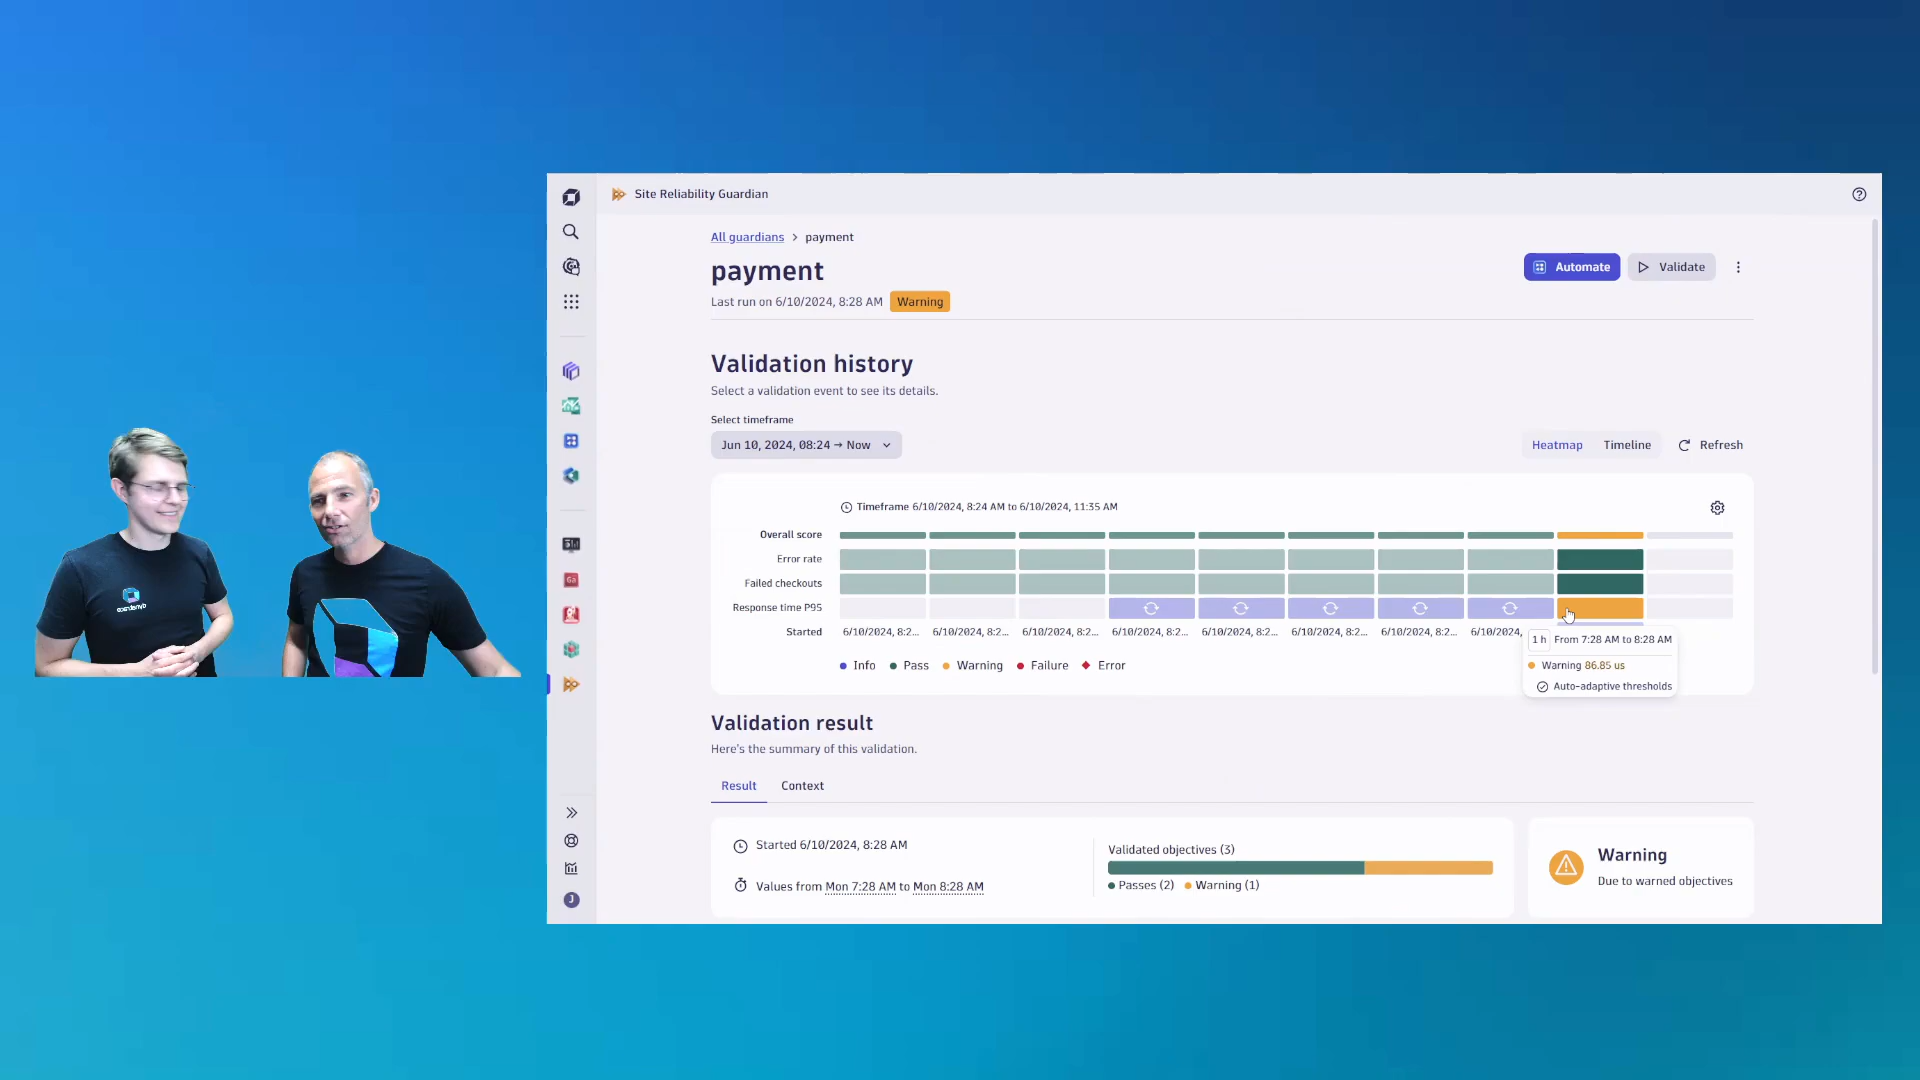 Site Reliability Guardian
All guardians > payment
payment
Automate
Validate
Last run on 6/10/2024, 8:28 AM Warning
Validation history
Select a validation event to see its details.
Select timeframe
Jun 10, 2024, 08:24 → Now
Heatmap Timeline Refresh
Timeframe 6/10/2024, 8:24 AM to 6/10/2024, 11:35 AM
Overall score
Error rate
Failed checkouts
Response time P95
Started 6/10/2024, 8:2... 6/10/2024, 8:2... 6/10/2024, 8:2... 6/10/2024, 8:2... 6/10/2024, 8:2... 6/10/2024, 8:2... 6/10/2024, 8:2... 6/10/2024,
1 h From 7:28 AM to 8:28 AM
Warning 86.85 us
Auto-adaptive thresholds
Info Pass Warning Failure Error
Validation result
Here's the summary of this validation.
Result Context
Started 6/10/2024, 8:28 AM
Values from Mon 7:28 AM to Mon 8:28 AM
Validated objectives (3)
Passes (2) Warning (1)
Warning
Due to warned objectives
J